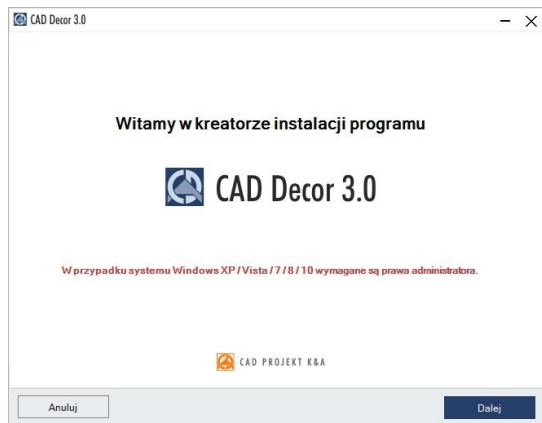 CAD Decor 3.0
Witamy w kreatorze instalacji programu
CAD Decor 3.0
W przypadku systemu Windows XP / Vista / 7 / 8 / 10 wymagane są prawa administratora.
CAD PROJEKT K&A
Anuluj
Dalej